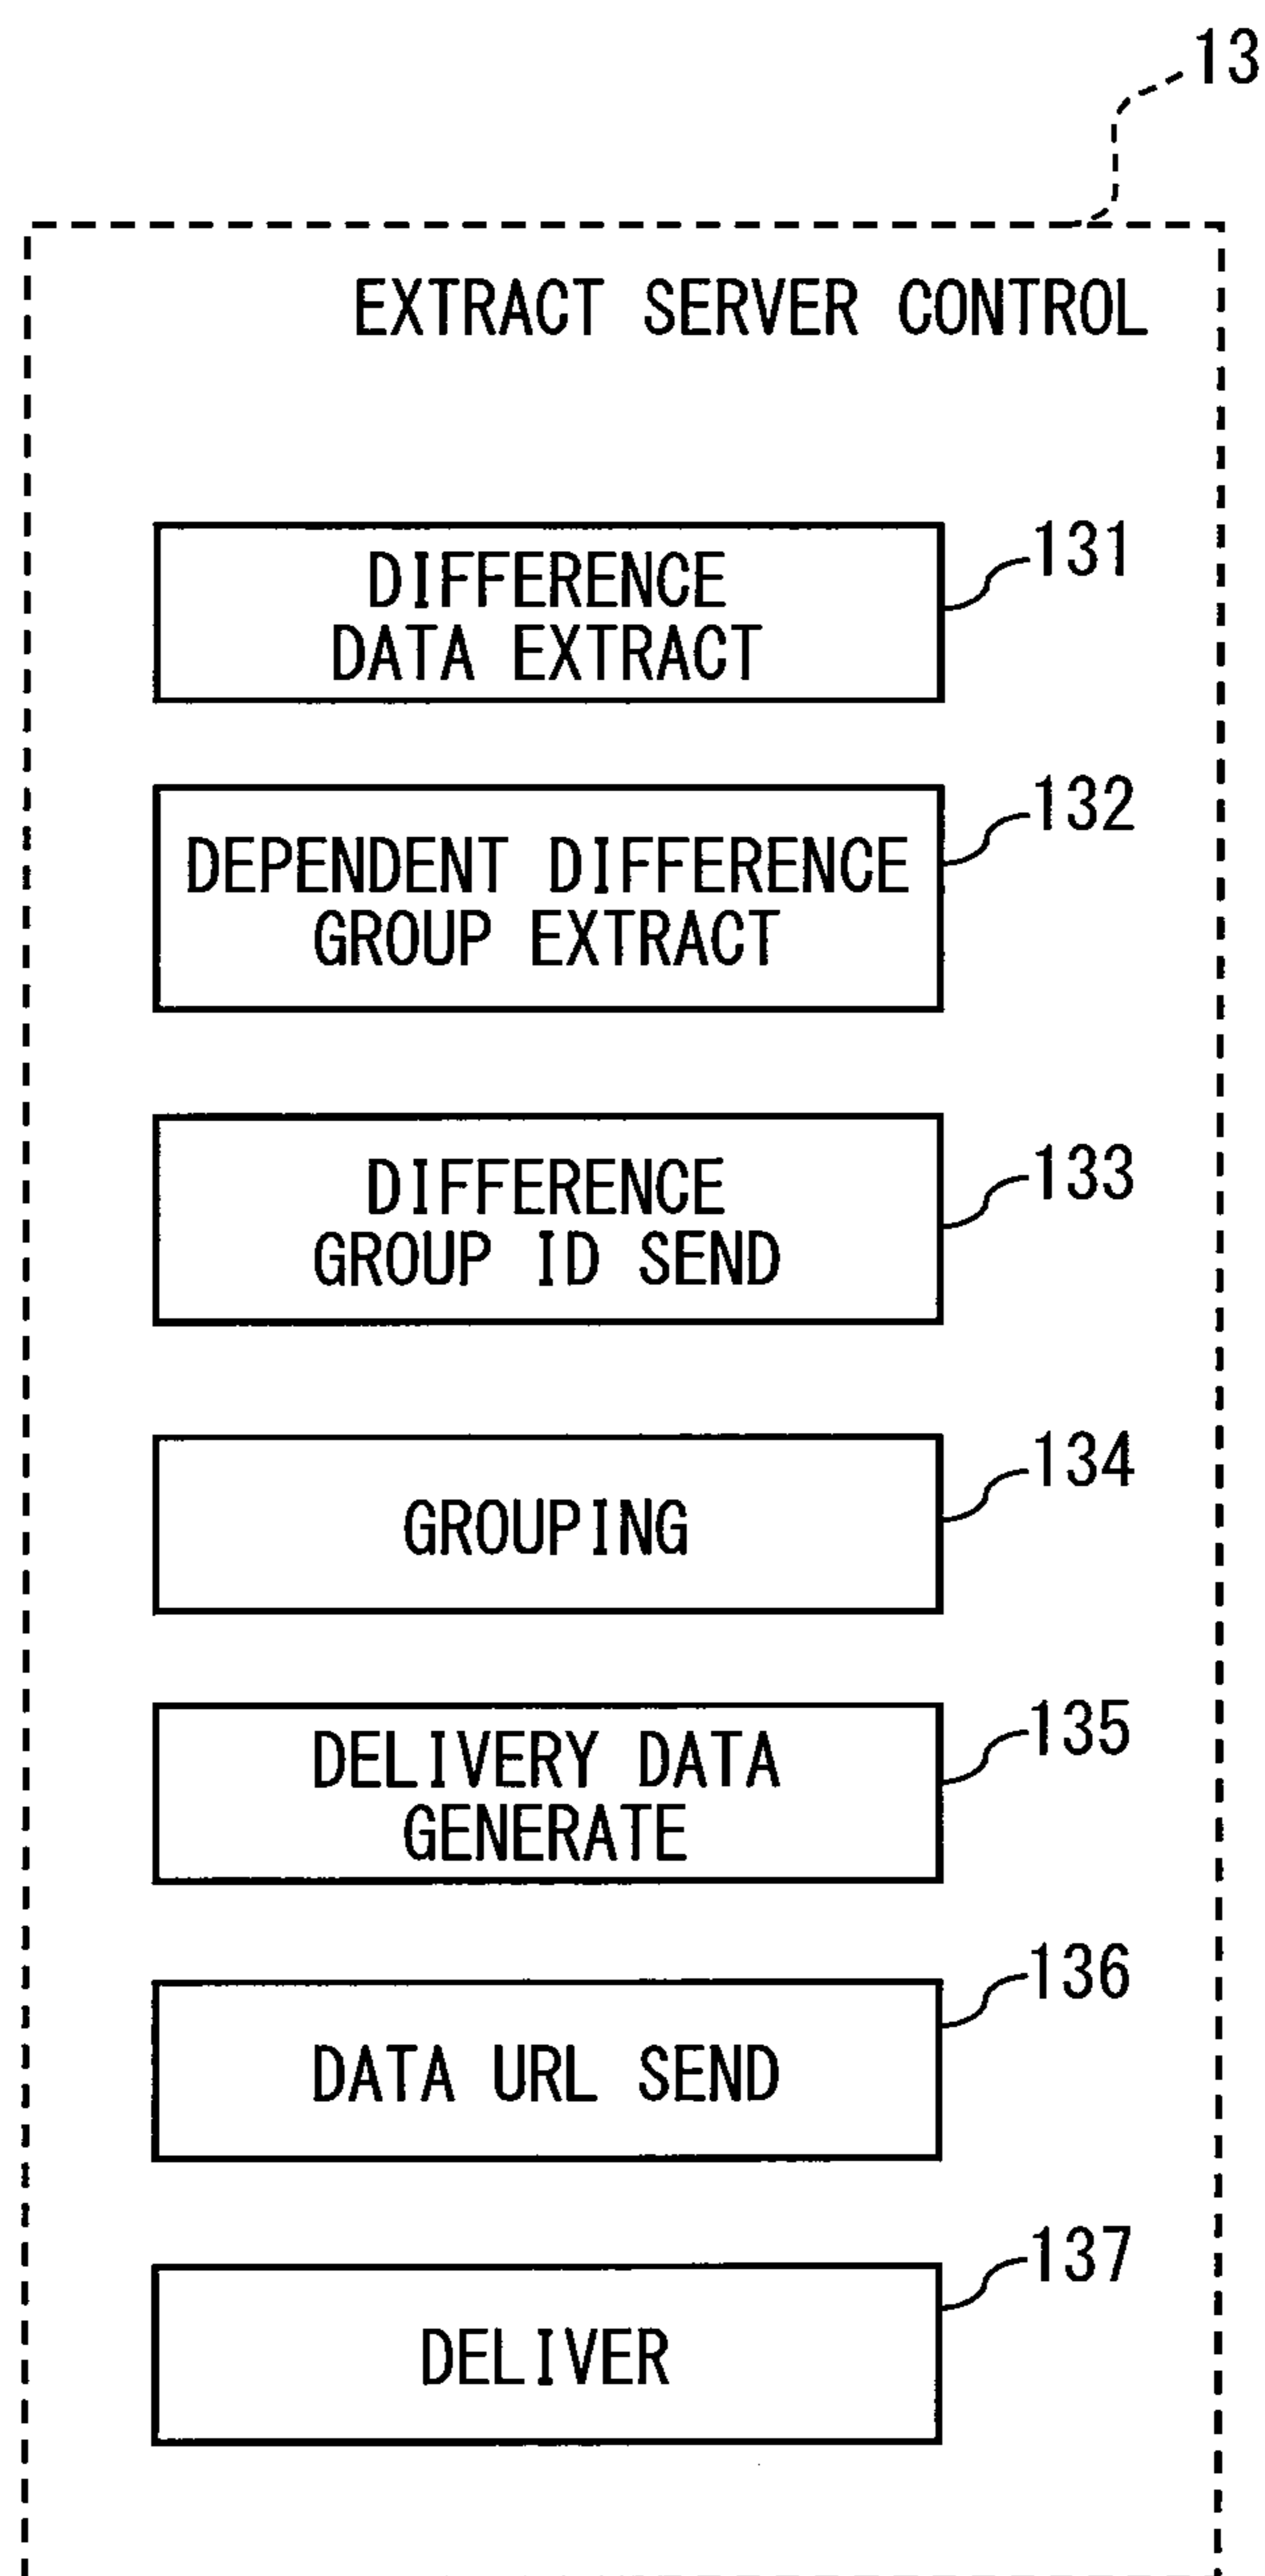 13
EXTRACT SERVER CONTROL
DIFFERENCE
DATA EXTRACT
131
DEPENDENT DIFFERENCE
GROUP EXTRACT
132
DIFFERENCE
GROUP ID SEND
133
GROUPING
134
DELIVERY DATA
GENERATE
135
DATA URL SEND
136
DELIVER
137